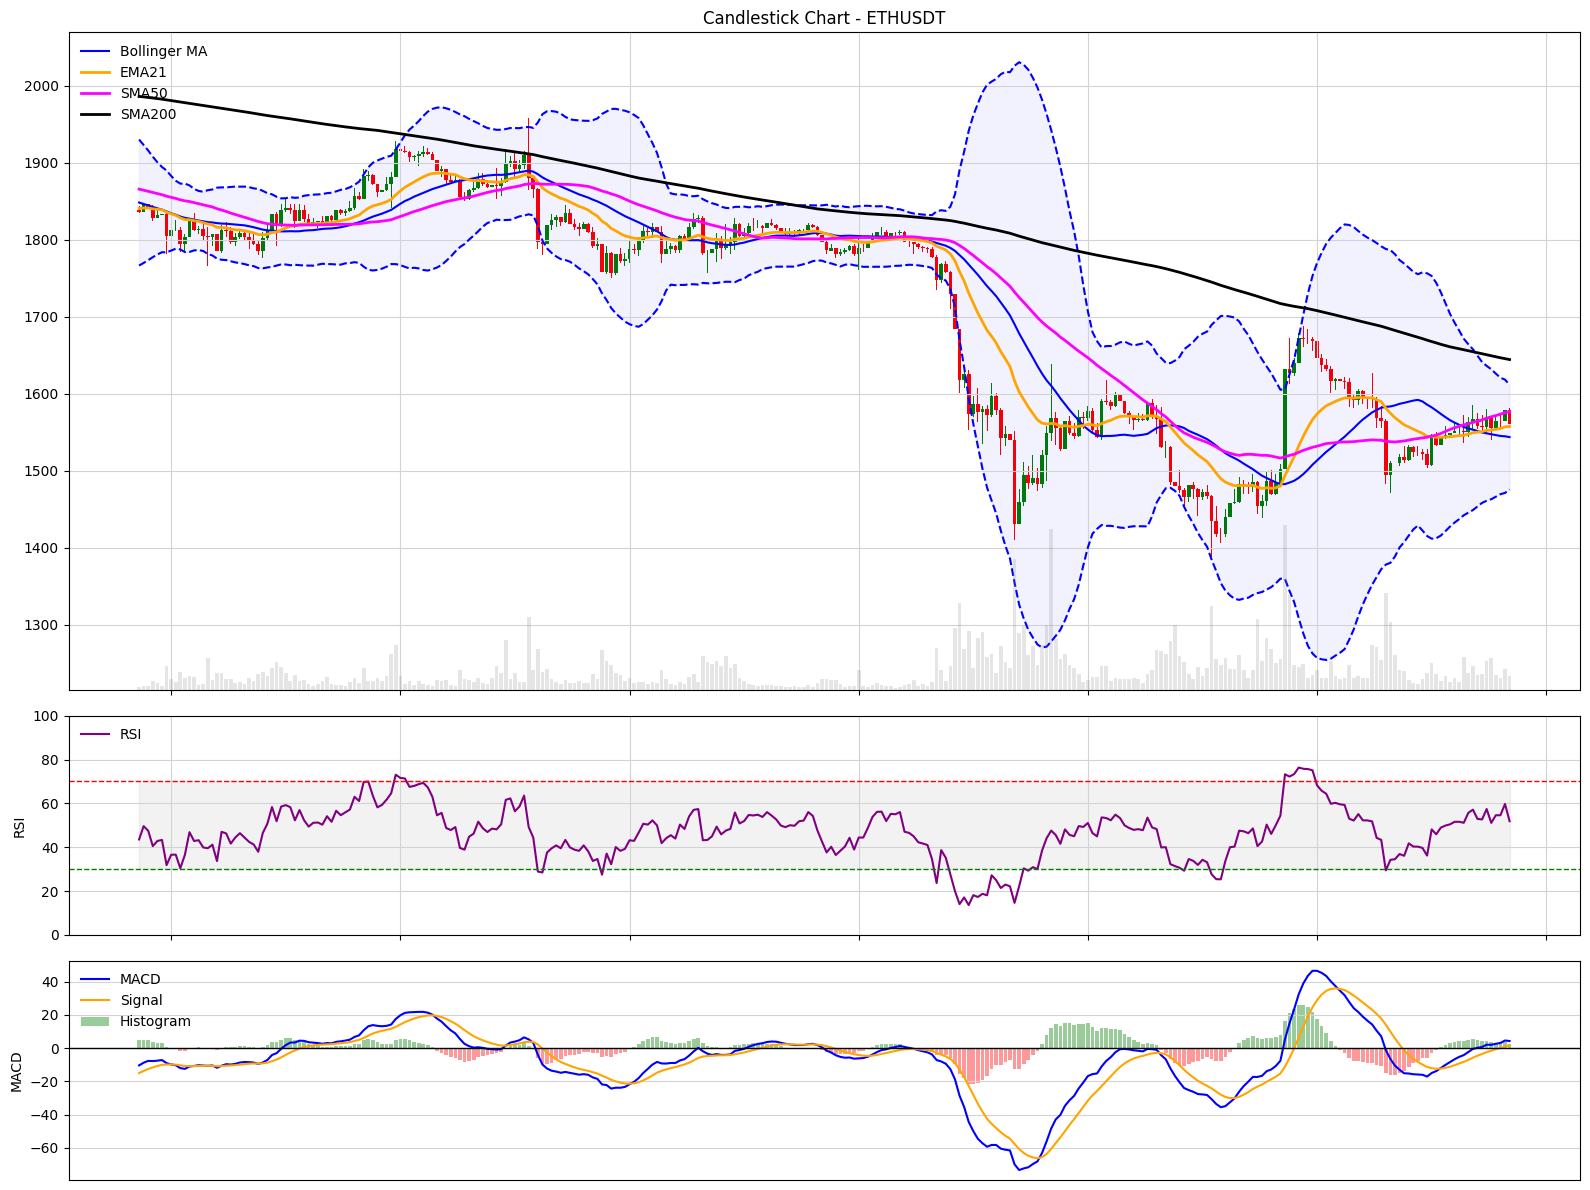 Candlestick Chart - ETHUSDT
Bollinger MA
EMA21
SMA50
SMA200
2000
1900
1800
1700
1600
1500
1400
1300
RSI
100
80
60
40
20
0
RSI
MACD
Signal
Histogram
40
20
0
−20
−40
−60
MACD